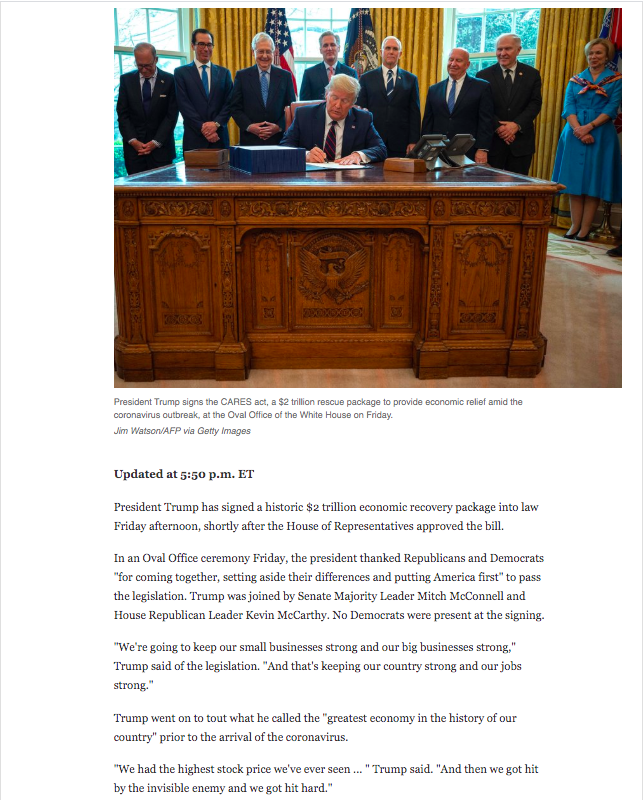 President Trump signs the CARES act, a $2 trillion rescue package to provide economic relief amid the
coronavirus outbreak, at the Oval Office of the White House on Friday.
Jim Watson/AFP via Getty Images
Updated at 5:50 p.m. ET
President Trump has signed a historic $2 trillion economic recovery package into law
Friday afternoon, shortly after the House of Representatives approved the bill.
In an Oval Office ceremony Friday, the president thanked Republicans and Democrats
"for coming together, setting aside their differences and putting America first" to pass
the legislation. Trump was joined by Senate Majority Leader Mitch McConnell and
House Republican Leader Kevin McCarthy. No Democrats were present at the signing.
"We're going to keep our small businesses strong and our big businesses strong,"
Trump said of the legislation. "And that's keeping our country strong and our jobs
strong."
Trump went on to tout what he called the "greatest economy in the history of our
country" prior to the arrival of the coronavirus.
"We had the highest stock price we've ever seen ... " Trump said. "And then we got hit
by the invisible enemy and we got hit hard."